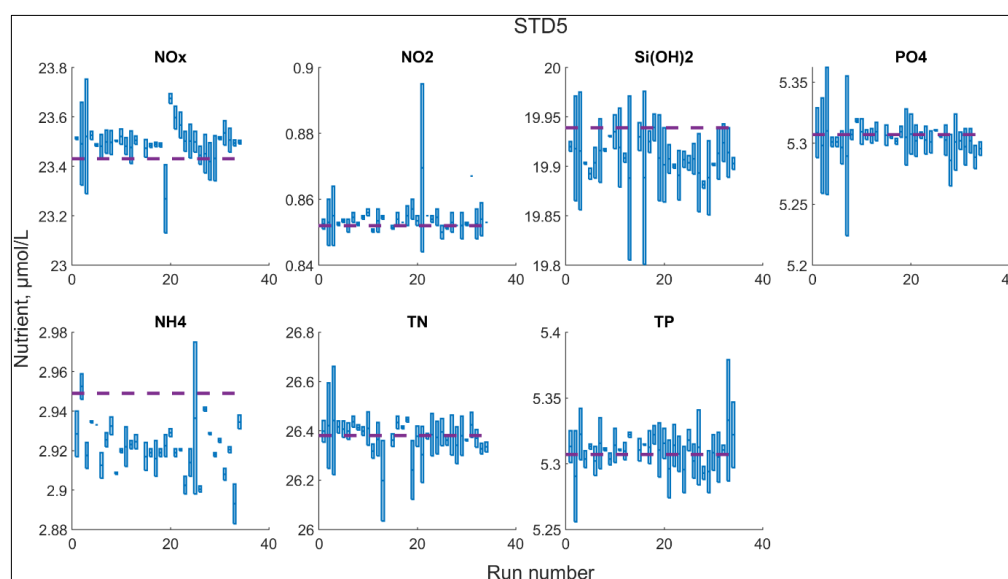 STD5
NOx
NO2
Si(OH)2
PO4
23.8
23.6
23.4
23.2
23
0 20 40
0.9
0.88
0.86
0.84
0 20 40
20
19.95
19.9
19.85
19.8
0 20 40
5.35
5.3
5.25
5.2
0 20 40
Nutrient, μmol/L
NH4
TN
TP
2.98
2.96
2.94
2.92
2.9
2.88
0 20 40
26.8
26.6
26.4
26.2
26
0 20 40
5.4
5.35
5.3
5.25
0 20 40
Run number